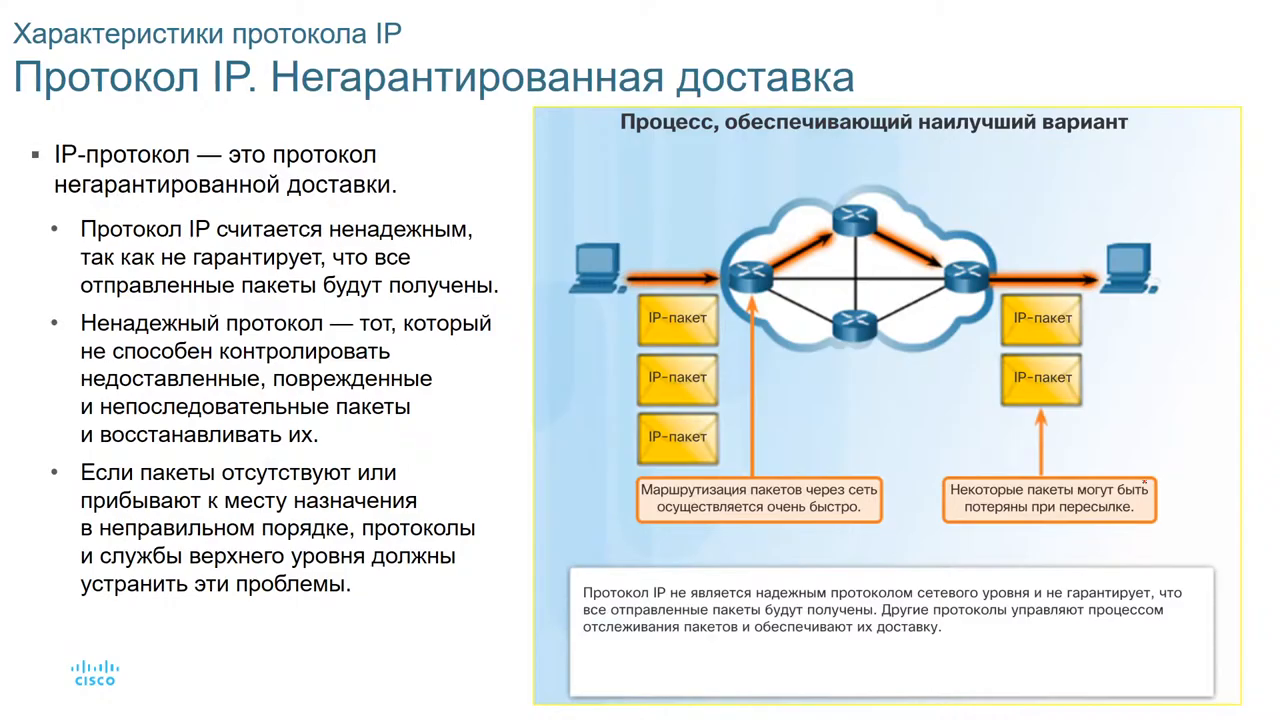 Характеристики протокола IP
Протокол IP. Негарантированная доставка
IP-протокол — это протокол
негарантированной доставки.
Протокол IP считается ненадежным,
так как не гарантирует, что все
отправленные пакеты будут получены.
Ненадежный протокол — тот, который
не способен контролировать
недоставленные, поврежденные
и непоследовательные пакеты
и восстанавливать их.
Если пакеты отсутствуют или
прибывают к месту назначения
в неправильном порядке, протоколы
и службы верхнего уровня должны
устранить эти проблемы.
CISCO
Процесс, обеспечивающий наилучший вариант
IP-пакет
IP-пакет
IP-пакет
IP-пакет
IP-пакет
Маршрутизация пакетов через сеть
осуществляется очень быстро.
Некоторые пакеты могут быть
потеряны при пересылке.
Протокол IP не является надежным протоколом сетевого уровня и не гарантирует, что
все отправленные пакеты будут получены. Другие протоколы управляют процессом
отслеживания пакетов и обеспечивают их доставку.